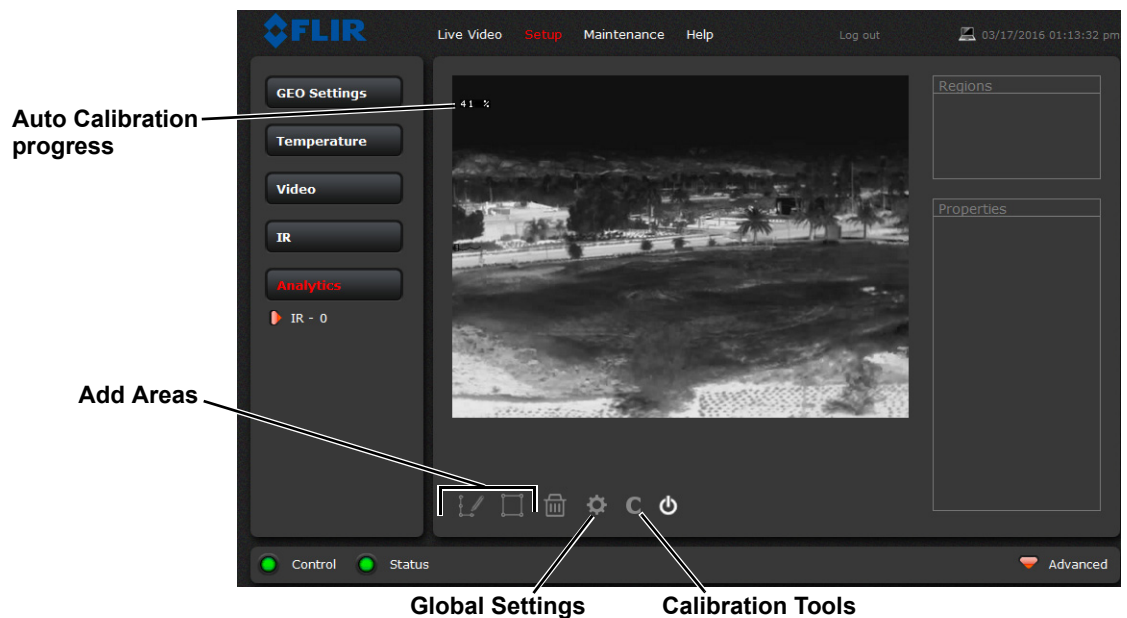 FLIR
Live Video Setup Maintenance Help Log out 03/17/2016 01:13:32 pm
Auto Calibration
progress
GEO Settings
Temperature
Video
IR
Analytics
IR - 0
41 %
Regions
Properties
Add Areas
C
Control Status Advanced
Global Settings Calibration Tools